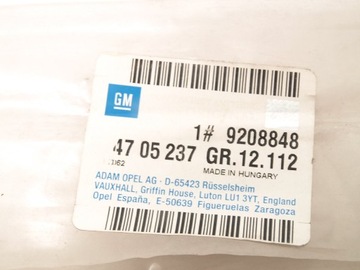 GM
1# 9208848
47 05 237 GR.12.112
MADE IN HUNGARY
ADAM OPEL AG - D-65423 Rüsselsheim
VAUXHALL, Griffin House, Luton LU1 3YT, England
Opel España, E-50639 Figueruelas Zaragoza